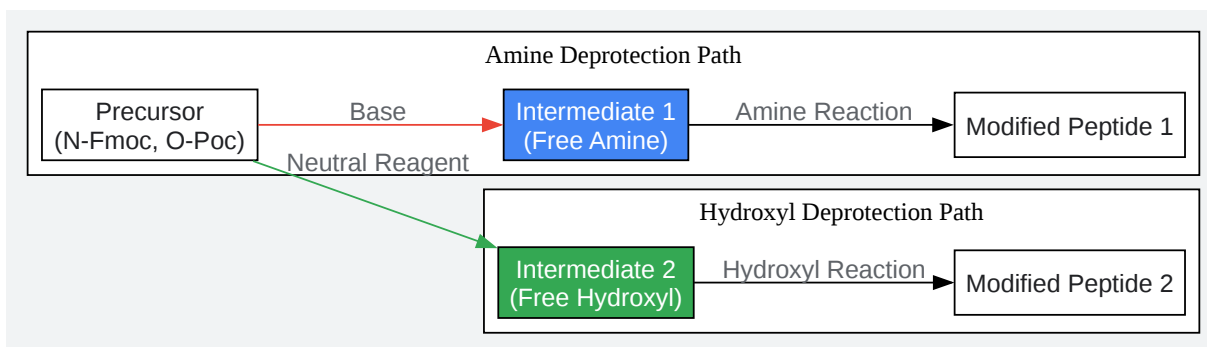 Amine Deprotection Path
Precursor
(N-Fmoc, O-Poc)
Base
Intermediate 1
(Free Amine)
Amine Reaction
Modified Peptide 1
Neutral Reagent
Hydroxyl Deprotection Path
Intermediate 2
(Free Hydroxyl)
Hydroxyl Reaction
Modified Peptide 2